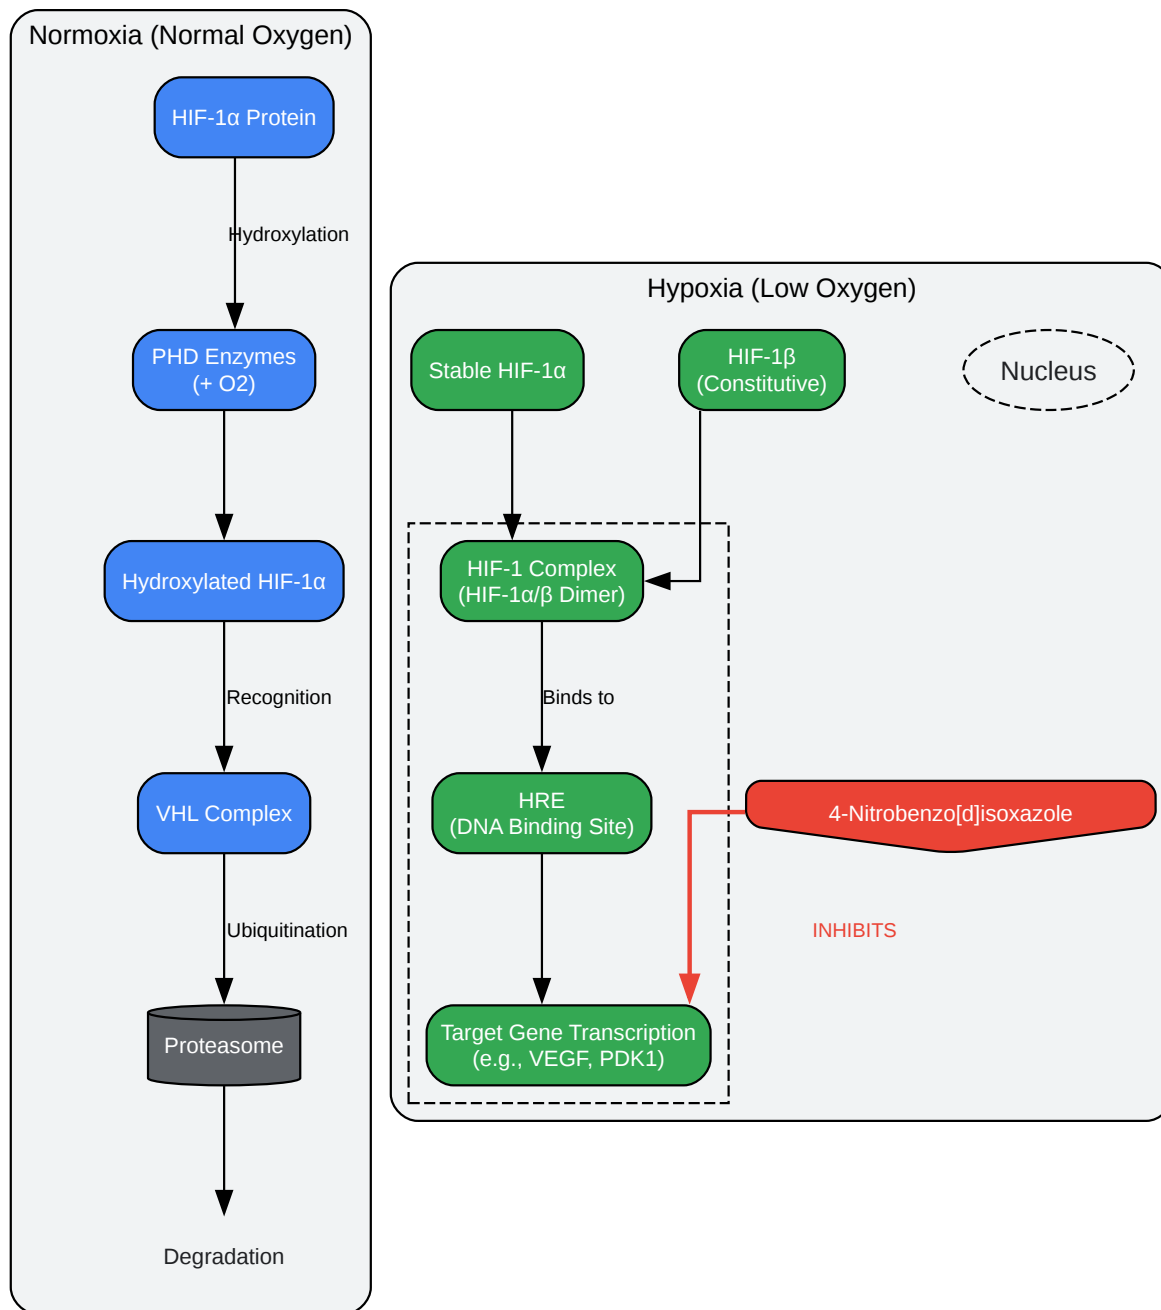 Normoxia (Normal Oxygen)
HIF-1α Protein
Hydroxylation
PHD Enzymes
(+ O2)
Hydroxylated HIF-1α
Recognition
VHL Complex
Ubiquitination
Proteasome
Degradation
Hypoxia (Low Oxygen)
Stable HIF-1α
HIF-1β
(Constitutive)
Nucleus
HIF-1 Complex
(HIF-1α/β Dimer)
Binds to
HRE
(DNA Binding Site)
4-Nitrobenzo[d]isoxazole
INHIBITS
Target Gene Transcription
(e.g., VEGF, PDK1)